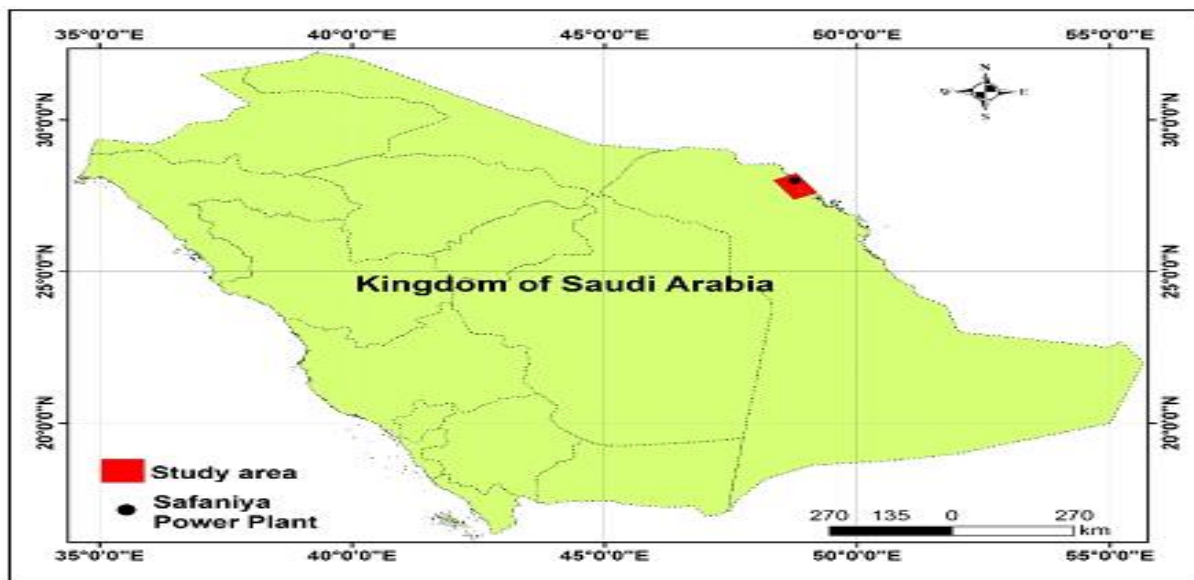 35°0'0"E 40°0'0"E 45°0'0"E 50°0'0"E 55°0'0"E
N
W E
S
30°0'0"N 30°0'0"N
25°0'0"N 25°0'0"N
Kingdom of Saudi Arabia
20°0'0"N 20°0'0"N
Study area
Safaniya
Power Plant
270 135 0 270
km
35°0'0"E 40°0'0"E 45°0'0"E 50°0'0"E 55°0'0"E